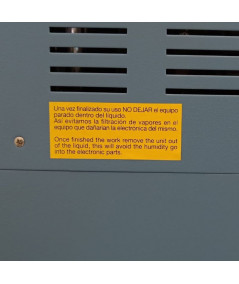 Una vez finalizado su uso NO DEJAR el equipo
parado dentro del líquido.
Así evitamos la filtración de vapores en el
equipo que dañarían la electrónica del mismo.
Once finished the work remove the unit out
of the liquid, this will avoid the humidity go
into the electronic parts.